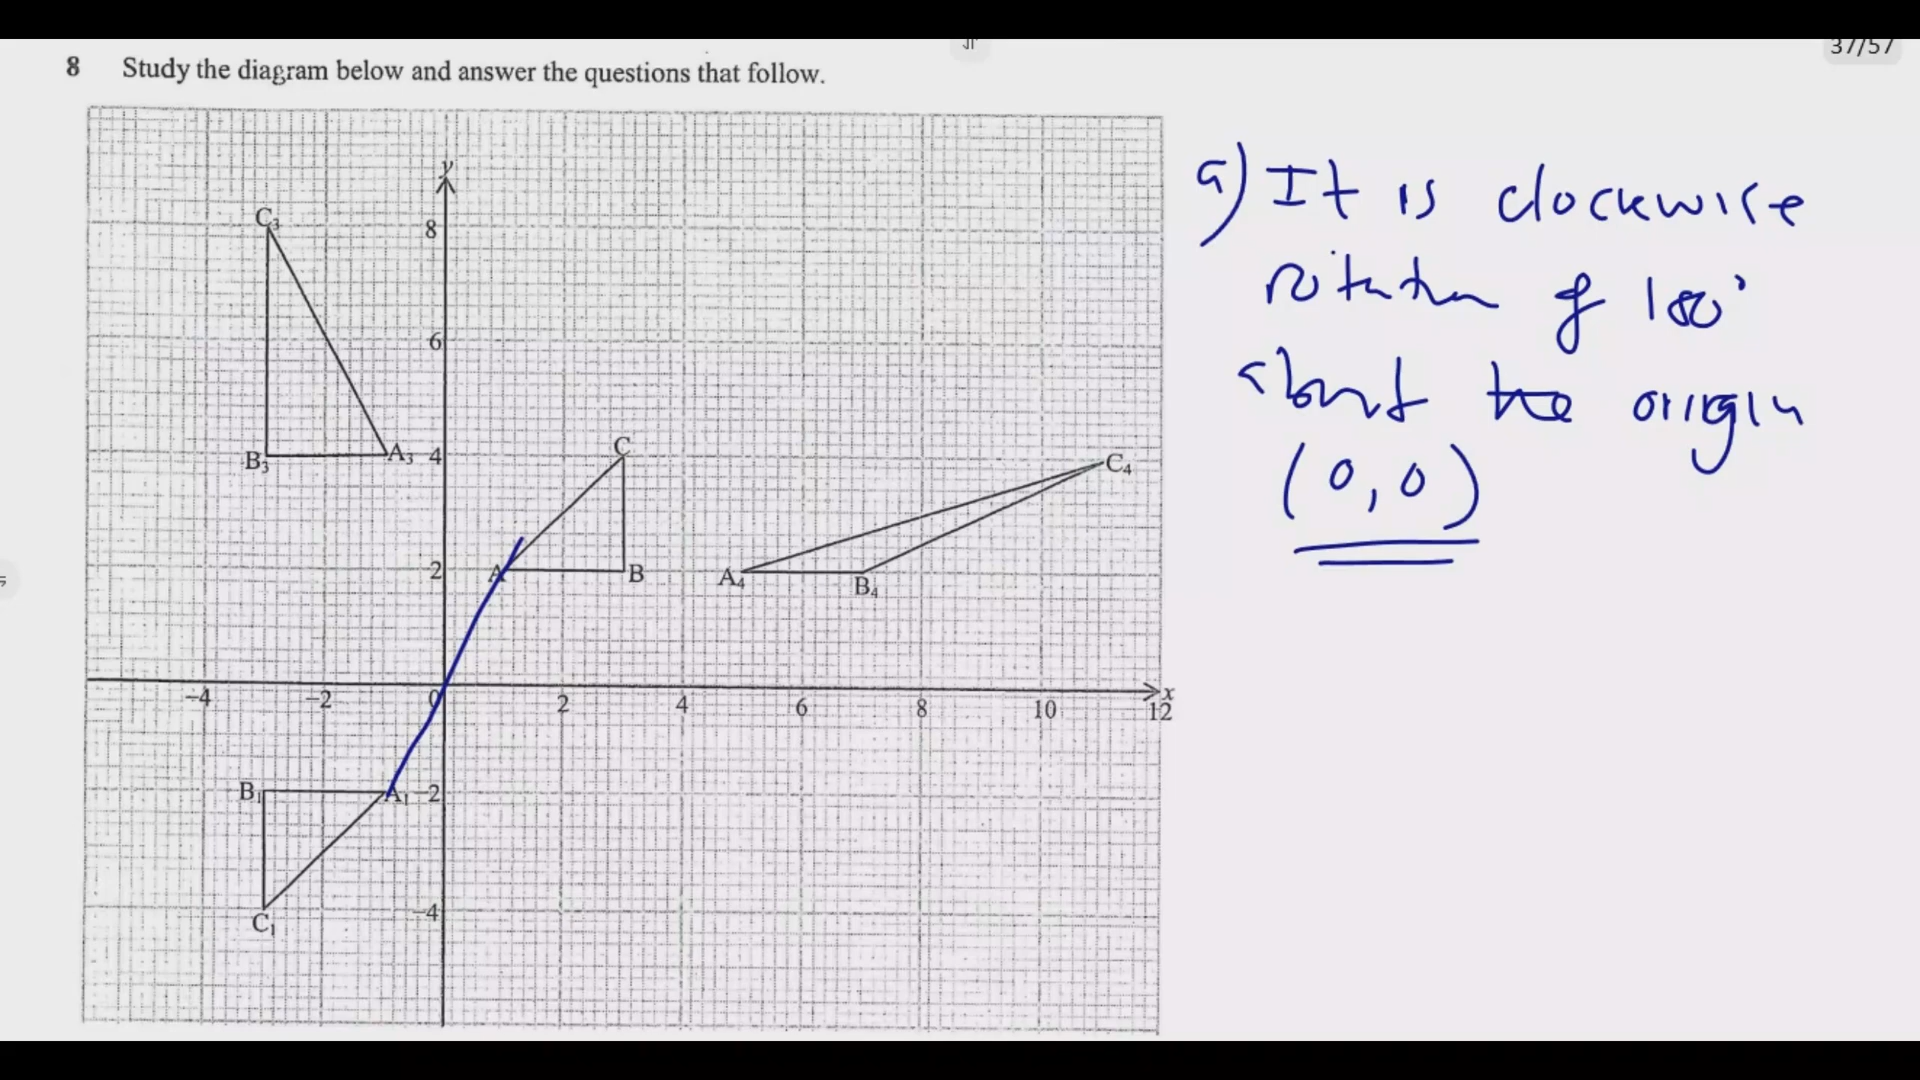 37/57
8 Study the diagram below and answer the questions that follow.
y
C3
8
6
B3 A3 4
C
C4
2 A B A4 B4
-4 -2 0 2 4 6 8 10 12 x
B1 A1 -2
-4
C1
a) It is clockwise
rotation of 180°
about the origin
(0,0)